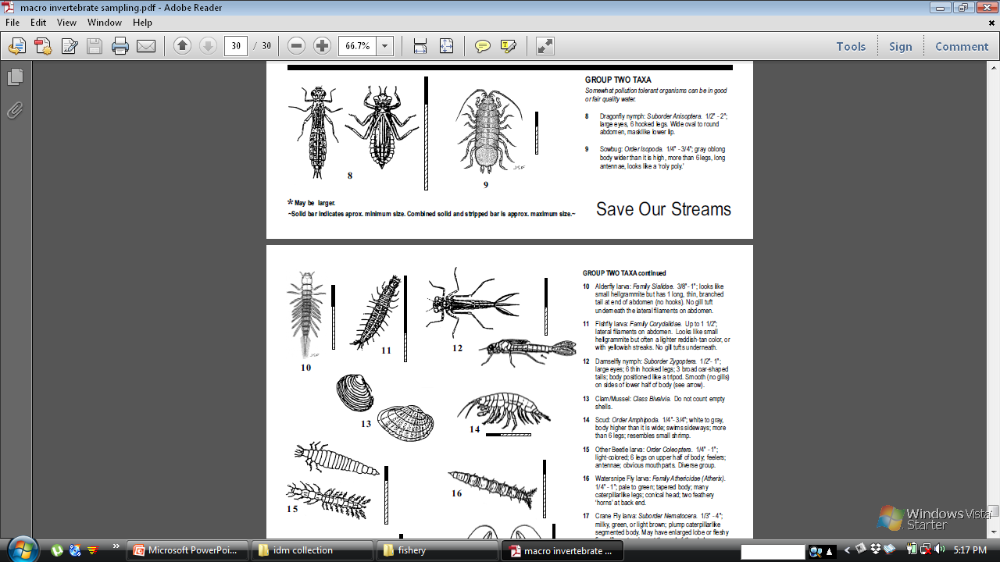 macro invertebrate sampling.pdf - Adobe Reader
File Edit View Window Help
30 / 30 66.7% Tools Sign Comment
GROUP TWO TAXA
Somewhat pollution tolerant organisms can be in good
or fair quality water.
8 Dragonfly nymph: Suborder Anisoptera. 1/2" - 2";
large eyes, 6 hooked legs. Wide oval to round
abdomen, masklike lower lip.
9 Sowbug: Order Isopoda. 1/4" - 3/4"; gray oblong
body wider than it is high, more than 6 legs, long
antennae, looks like a 'roly poly.'
8
JSF
9
* May be larger.
~Solid bar indicates aprox. minimum size. Combined solid and stripped bar is approx. maximum size.~
Save Our Streams
GROUP TWO TAXA continued
10 Alderfly larva: Family Sialidae. 3/8"- 1"; looks like
small hellgrammite but has 1 long, thin, branched
tail at end of abdomen (no hooks). No gill tuft
underneath the lateral filaments on abdomen.
11 Fishfly larva: Family Corydalidae. Up to 1 1/2";
lateral filaments on abdomen. Looks like small
hellgrammite but often a lighter reddish-tan color, or
with yellowish streaks. No gill tufts underneath.
12 Damselfly nymph: Suborder Zygoptera. 1/2"- 1";
large eyes; 6 thin hooked legs; 3 broad oar-shaped
tails; body positioned like a tripod. Smooth (no gills)
on sides of lower half of body (see arrow).
13 Clam/Mussel: Class Bivalvia. Do not count empty
shells.
14 Scud: Order Amphipoda. 1/4"- 3/4"; white to gray,
body higher than it is wide; swims sideways; more
than 6 legs; resembles small shrimp.
15 Other Beetle larva: Order Coleoptera. 1/4" - 1";
light-colored; 6 legs on upper half of body; feelers;
antennae; obvious mouthparts. Diverse group.
16 Watersnipe Fly larva: Family Athericidae (Atherix).
1/4" - 1"; pale to green; tapered body; many
caterpillarlike legs; conical head; two feathery
'horns' at back end.
17 Crane Fly larva: Suborder Nematocera. 1/3" - 4";
milky, green, or light brown; plump caterpillarlike
segmented body. May have enlarged lobe or fleshy
JSF
10
11
12
13
14
15
16
Windows Vista
Starter
Microsoft PowerPoi...
idm collection
fishery
macro invertebrate ...
5:17 PM